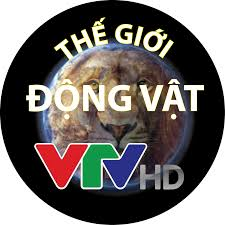 THẾ GIỚI
ĐỘNG VẬT
VTV HD